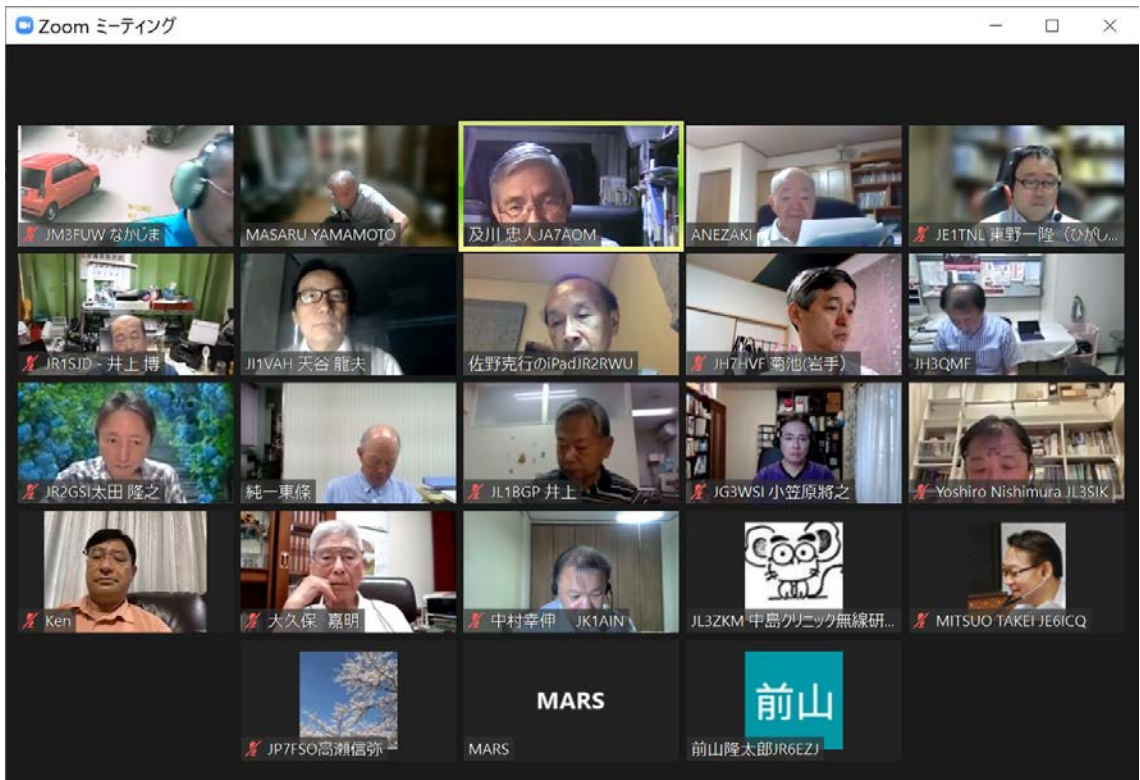 Zoom ミーティング
JM3FUW なかじま
MASARU YAMAMOTO
及川 忠人JA7AOM
ANEZAKI
JE1TNL 東野一隆（ひがし...
JR1SJD - 井上 博
JI1VAH 天谷 龍夫
佐野克行のiPadJR2RWU
JH7HVF 菊池(岩手）
JH3QMF
JR2GSI太田 隆之
純一東條
JL1BGP 井上
JG3WSI 小笠原將之
Yoshiro Nishimura JL3SIK
Ken
大久保 嘉明
中村幸伸 JK1AIN
JL3ZKM 中島クリニック無線研...
MITSUO TAKEI JE6ICQ
JP7FSO高瀬信弥
MARS
MARS
前山
前山隆太郎JR6EZJ